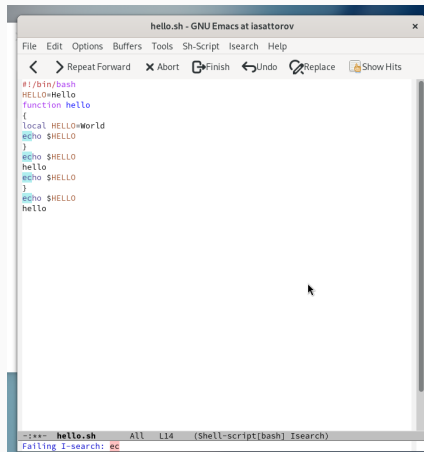 hello.sh - GNU Emacs at iasattorov ×
File Edit Options Buffers Tools Sh-Script Isearch Help
Repeat Forward Abort Finish Undo Replace Show Hits
#!/bin/bash
HELLO=Hello
function hello
{
local HELLO=World
echo $HELLO
}
echo $HELLO
hello
echo $HELLO
}
echo $HELLO
hello
-:**- hello.sh All L14 (Shell-script[bash] Isearch)
Failing I-search: ec